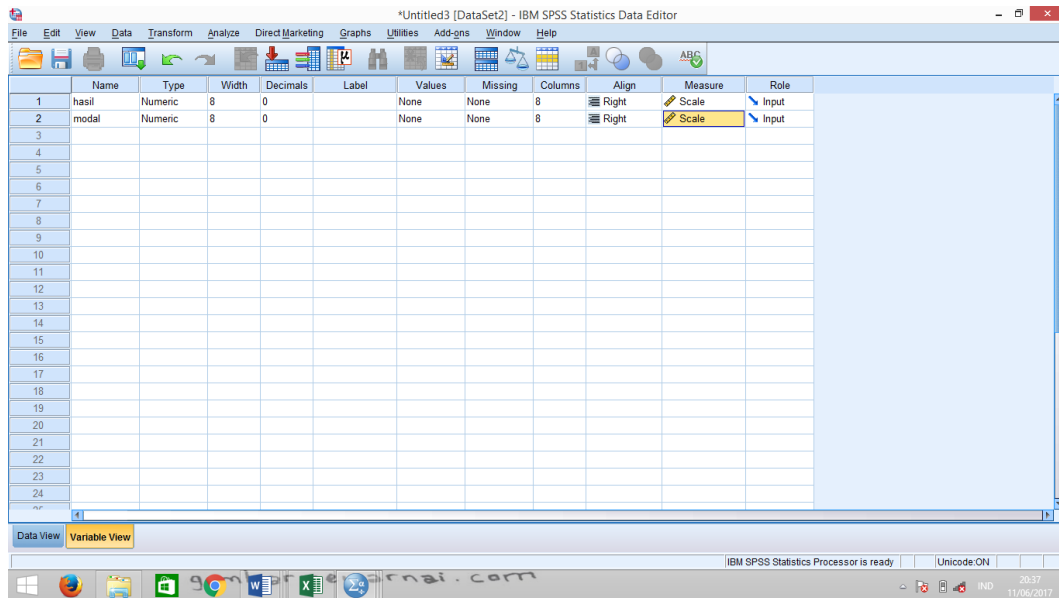 *Untitled3 [DataSet2] - IBM SPSS Statistics Data Editor
File Edit View Data Transform Analyze Direct Marketing Graphs Utilities Add-ons Window Help
Name Type Width Decimals Label Values Missing Columns Align Measure Role
1 hasil Numeric 8 0 None None 8 Right Scale Input
2 modal Numeric 8 0 None None 8 Right Scale Input
3
4
5
6
7
8
9
10
11
12
13
14
15
16
17
18
19
20
21
22
23
24
Data View Variable View
IBM SPSS Statistics Processor is ready Unicode:ON
IND 20:37
11/06/2017